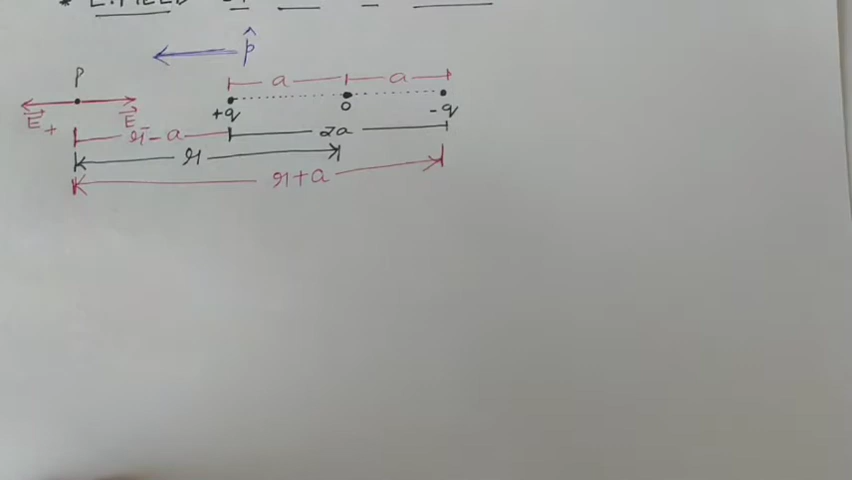 p̂
P a a
+q O -q
E⃗₊ E⃗ r - a 2a
r
r+a